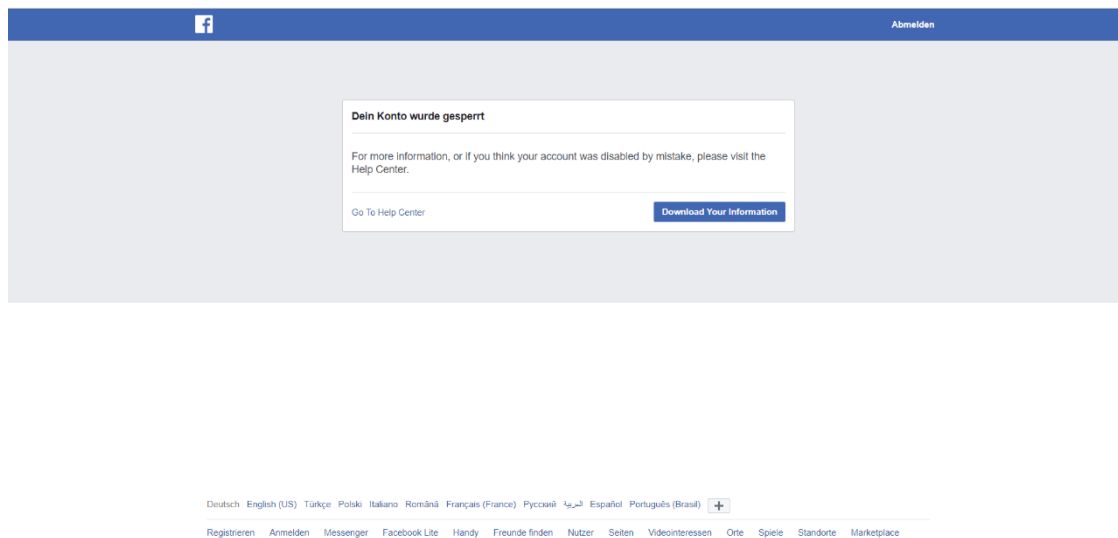 Abmelden
Dein Konto wurde gesperrt
For more information, or if you think your account was disabled by mistake, please visit the
Help Center.
Go To Help Center Download Your Information
Deutsch English (US) Türkçe Polski Italiano Română Français (France) Русский العربية Español Português (Brasil)
Registrieren Anmelden Messenger Facebook Lite Handy Freunde finden Nutzer Seiten Videointeressen Orte Spiele Standorte Marketplace